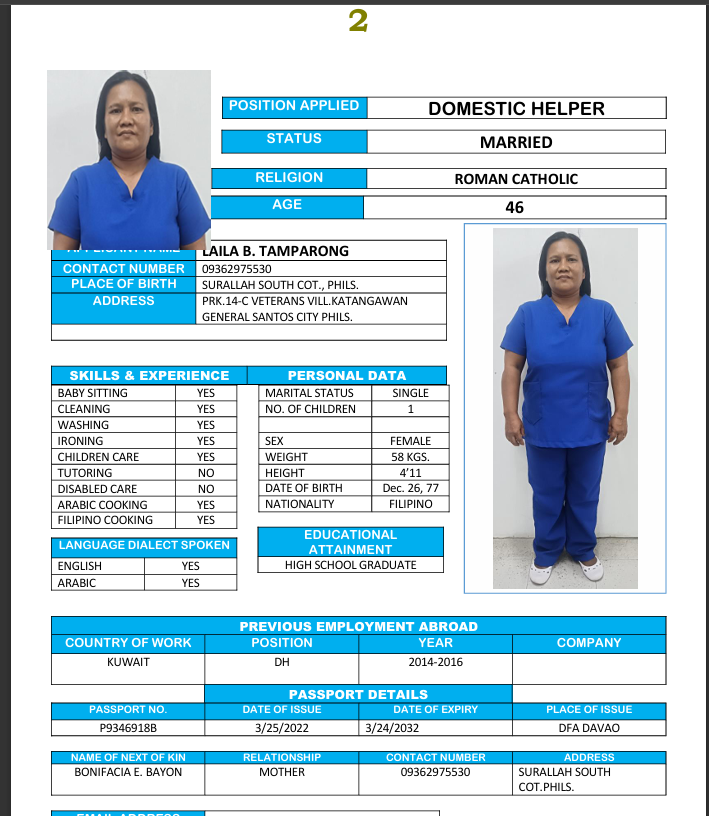 2
POSITION APPLIED DOMESTIC HELPER
STATUS MARRIED
RELIGION ROMAN CATHOLIC
AGE 46
APPLICANT NAME LAILA B. TAMPARONG
CONTACT NUMBER 09362975530
PLACE OF BIRTH SURALLAH SOUTH COT., PHILS.
ADDRESS PRK.14-C VETERANS VILL.KATANGAWAN
GENERAL SANTOS CITY PHILS.
SKILLS & EXPERIENCE PERSONAL DATA
BABY SITTING YES MARITAL STATUS SINGLE
CLEANING YES NO. OF CHILDREN 1
WASHING YES
IRONING YES SEX FEMALE
CHILDREN CARE YES WEIGHT 58 KGS.
TUTORING NO HEIGHT 4’11
DISABLED CARE NO DATE OF BIRTH Dec. 26, 77
ARABIC COOKING YES NATIONALITY FILIPINO
FILIPINO COOKING YES
LANGUAGE DIALECT SPOKEN
ENGLISH YES
ARABIC YES
EDUCATIONAL
ATTAINMENT
HIGH SCHOOL GRADUATE
PREVIOUS EMPLOYMENT ABROAD
COUNTRY OF WORK POSITION YEAR COMPANY
KUWAIT DH 2014-2016
PASSPORT DETAILS
PASSPORT NO. DATE OF ISSUE DATE OF EXPIRY PLACE OF ISSUE
P9346918B 3/25/2022 3/24/2032 DFA DAVAO
NAME OF NEXT OF KIN RELATIONSHIP CONTACT NUMBER ADDRESS
BONIFACIA E. BAYON MOTHER 09362975530 SURALLAH SOUTH
COT.PHILS.
EMAIL ADDRESS